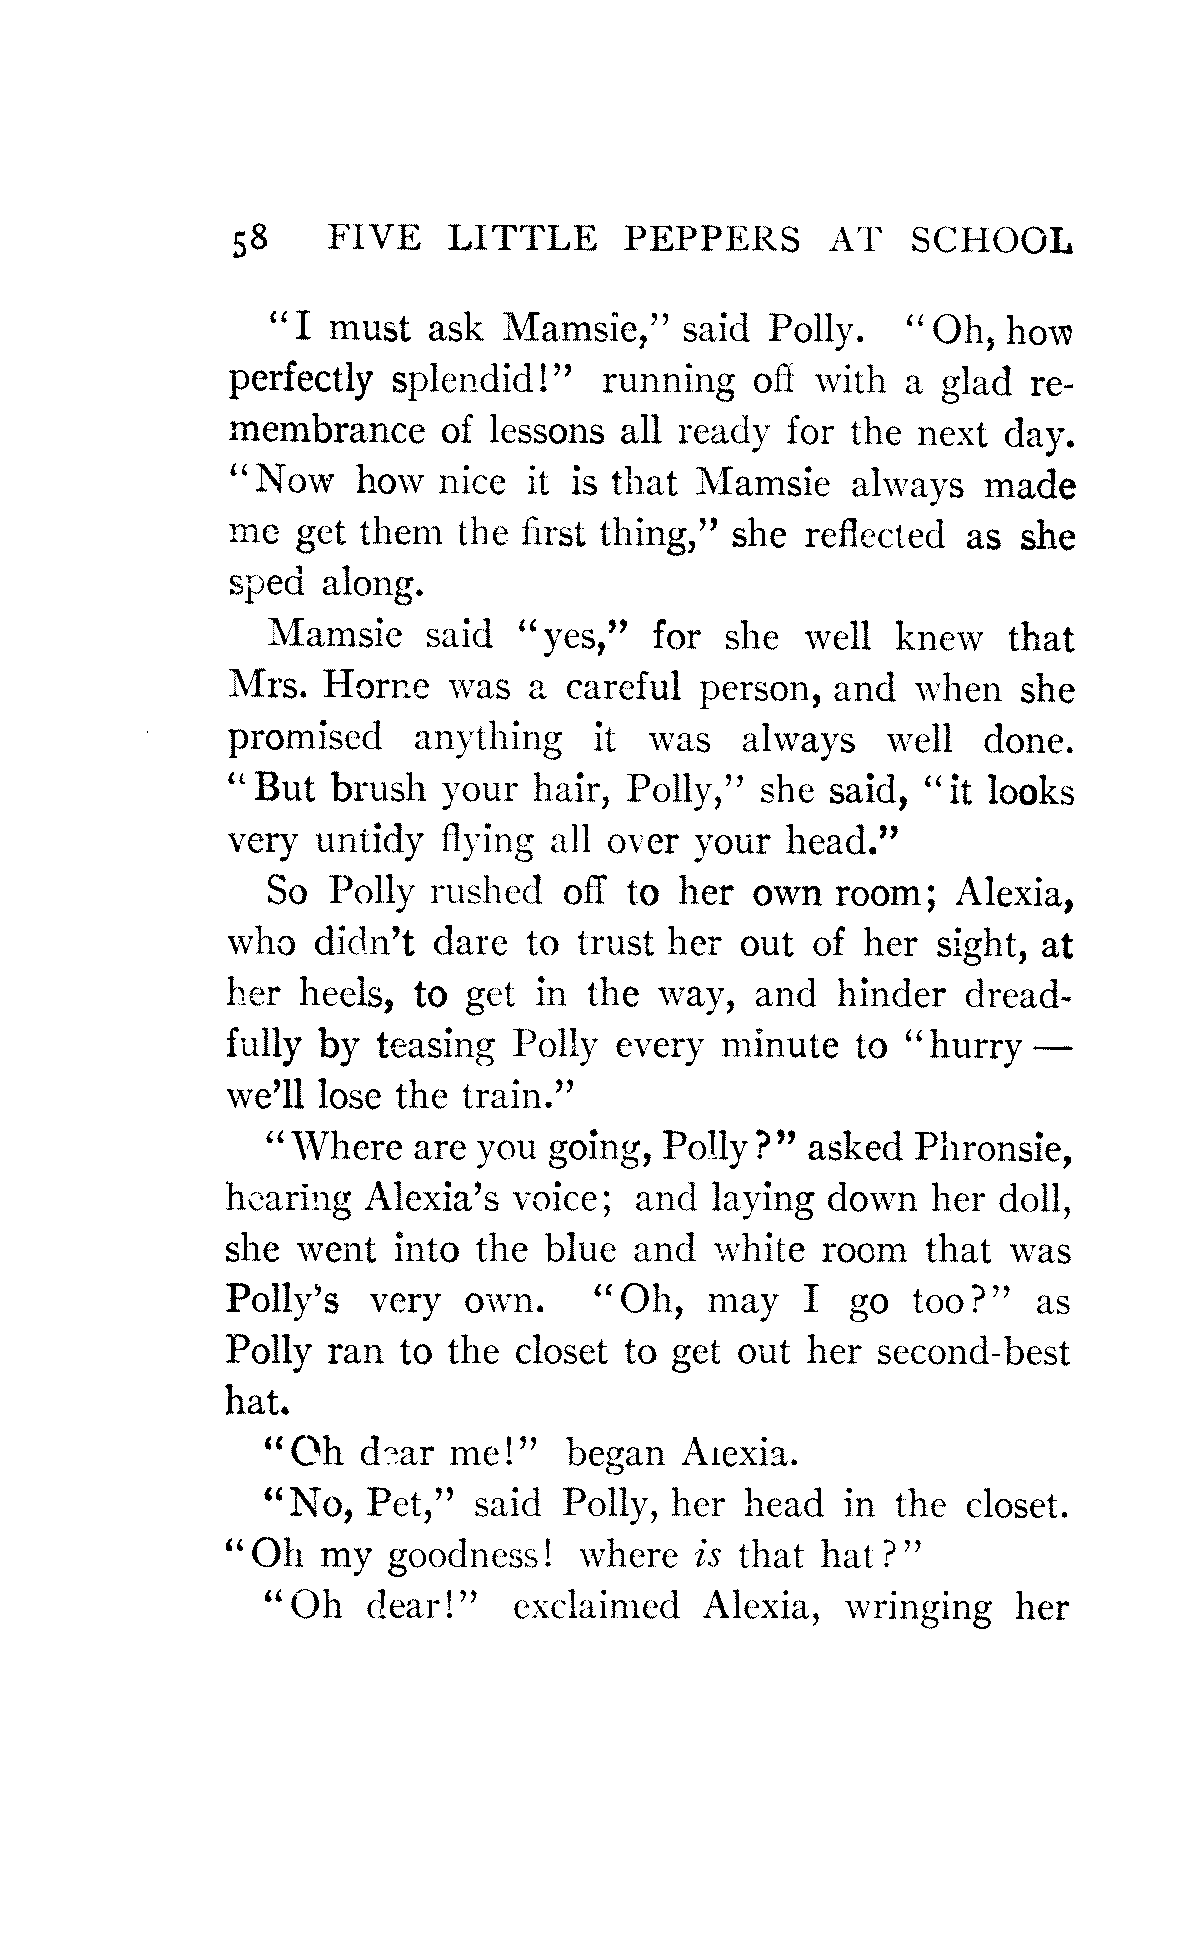 58 FIVE LITTLE PEPPERS AT SCHOOL
"I must ask Mamsie," said Polly. "Oh, how
perfectly splendid!" running off with a glad re-
membrance of lessons all ready for the next day.
"Now how nice it is that Mamsie always made
me get them the first thing," she reflected as she
sped along.
Mamsie said "yes," for she well knew that
Mrs. Horne was a careful person, and when she
promised anything it was always well done.
"But brush your hair, Polly," she said, "it looks
very untidy flying all over your head."
So Polly rushed off to her own room; Alexia,
who didn't dare to trust her out of her sight, at
her heels, to get in the way, and hinder dread-
fully by teasing Polly every minute to "hurry —
we'll lose the train."
"Where are you going, Polly?" asked Phronsie,
hearing Alexia's voice; and laying down her doll,
she went into the blue and white room that was
Polly's very own. "Oh, may I go too?" as
Polly ran to the closet to get out her second-best
hat.
"Oh dear me!" began Alexia.
"No, Pet," said Polly, her head in the closet.
"Oh my goodness! where is that hat?"
"Oh dear!" exclaimed Alexia, wringing her